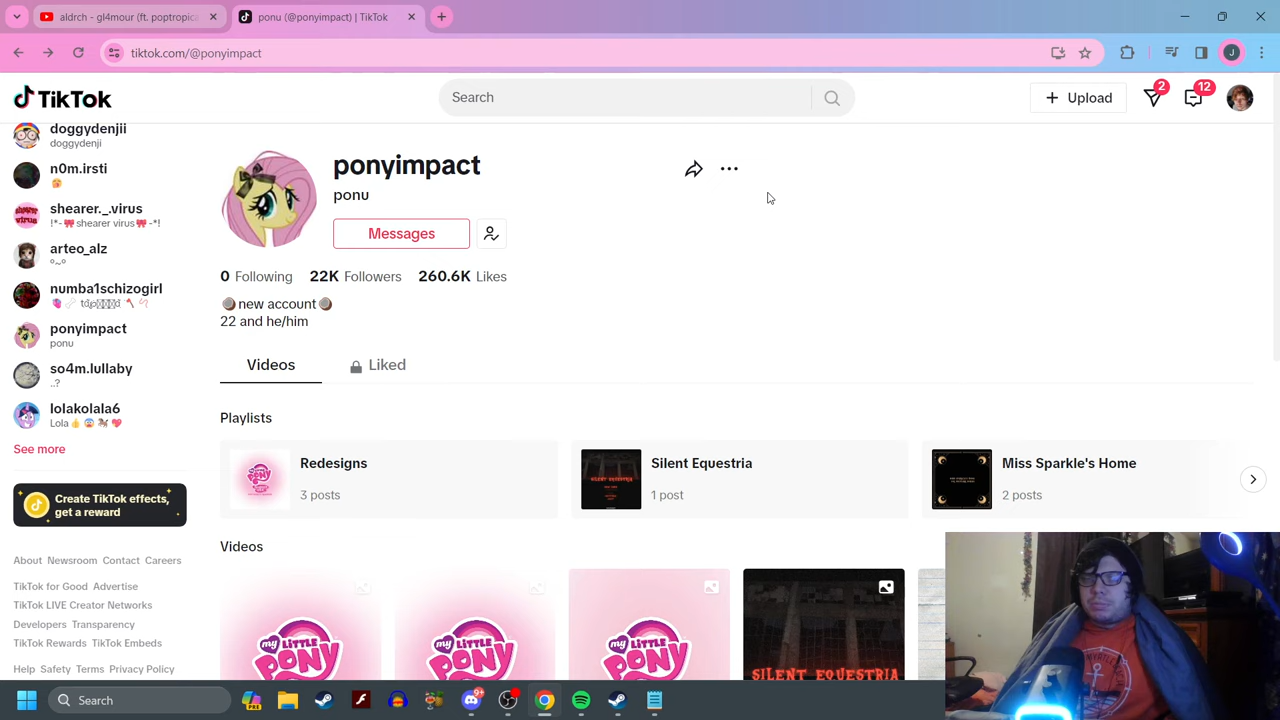 aldrch - gl4mour (ft. poptropica
ponu (@ponyimpact) | TikTok
tiktok.com/@ponyimpact
J
TikTok
Search
Upload
2
12
doggydenjii
doggydenji
n0m.irsti
shearer._.virus
!*-🎀shearer virus🎀-*!
arteo_alz
º~º
numba1schizogirl
ponyimpact
ponu
so4m.lullaby
..?
lolakolala6
Lola👍😨🐴💖
See more
Create TikTok effects,
get a reward
About Newsroom Contact Careers
TikTok for Good Advertise
TikTok LIVE Creator Networks
Developers Transparency
TikTok Rewards TikTok Embeds
Help Safety Terms Privacy Policy
ponyimpact
ponu
Messages
0 Following 22K Followers 260.6K Likes
new account
22 and he/him
Videos Liked
Playlists
Redesigns
3 posts
Silent Equestria
1 post
Miss Sparkle's Home
2 posts
Videos
my LITTLE PONY
my LITTLE PONY
my LITTLE PONY
SILENT EQUESTRIA
Search
9+